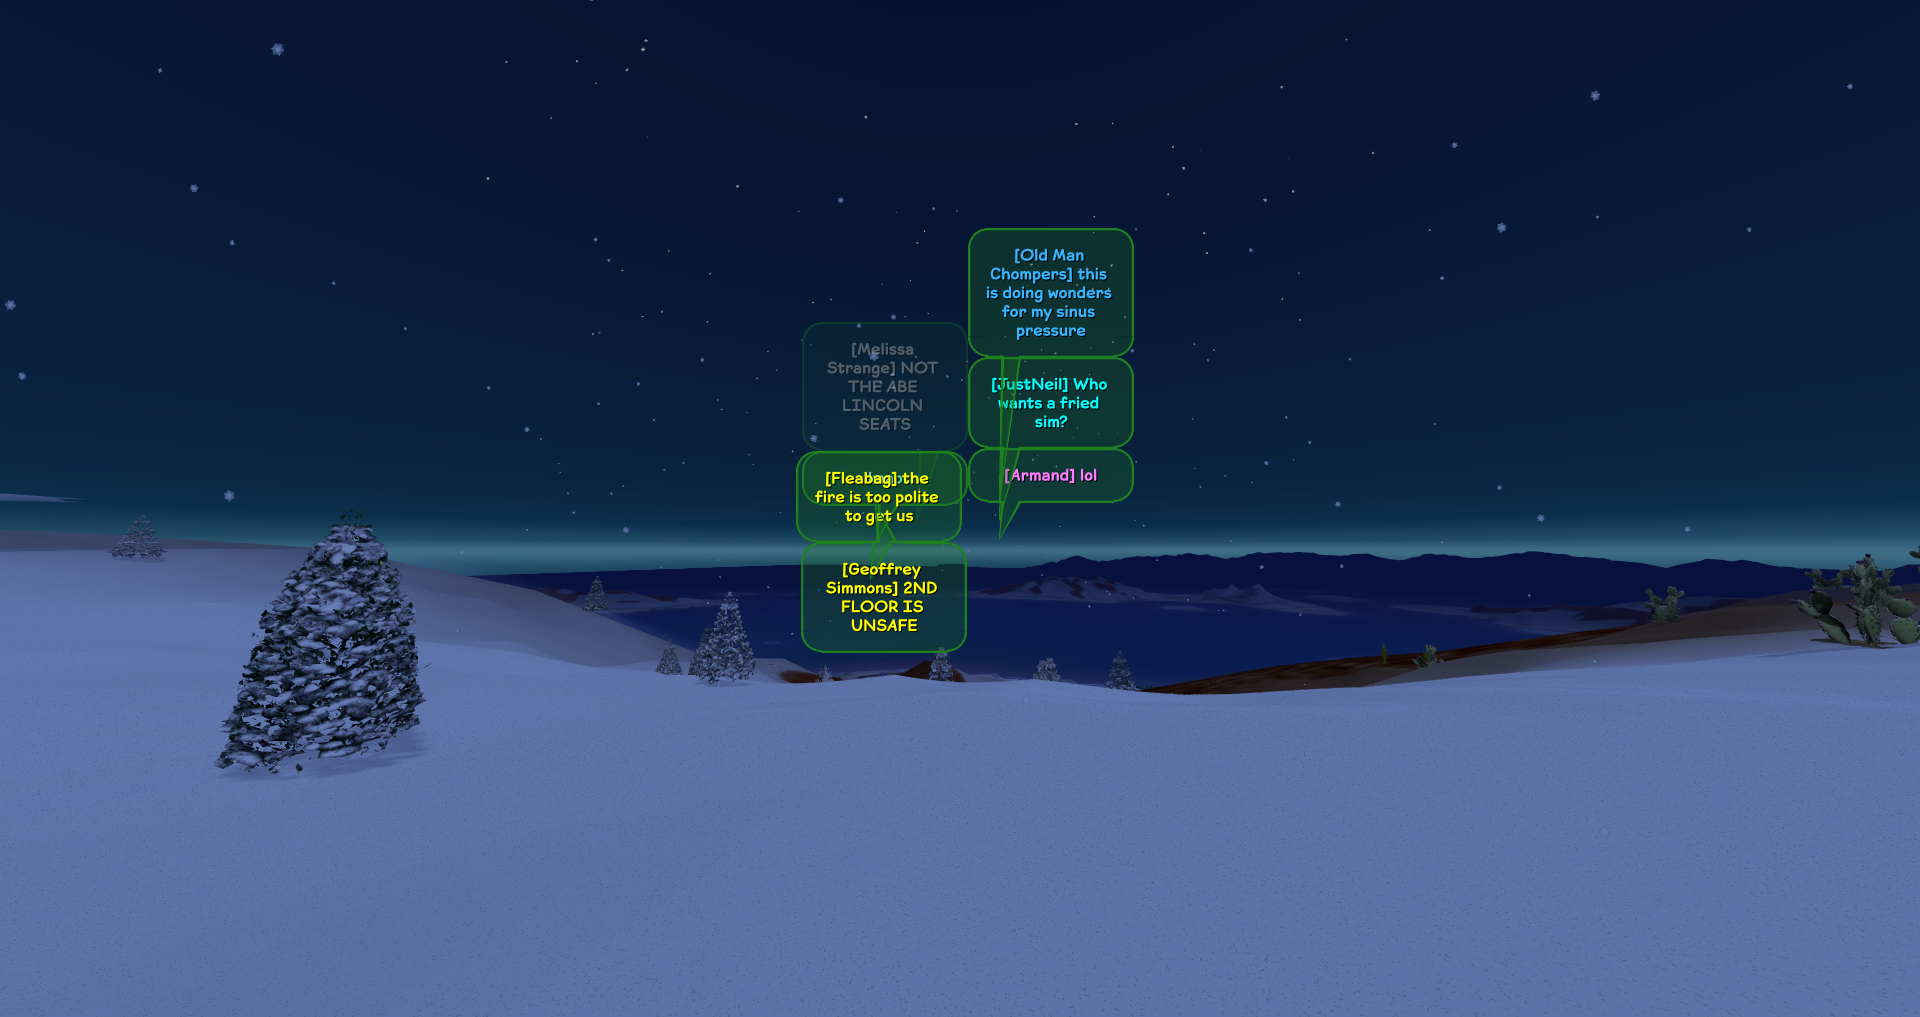 [Old Man
Chompers] this
is doing wonders
for my sinus
pressure
[Melissa
Strange] NOT
THE ABE
LINCOLN
SEATS
[JustNeil] Who
wants a fried
sim?
[Armand] lol
[Fleabag]the
fire is too polite
to get us
[Geoffrey
Simmons] 2ND
FLOOR IS
UNSAFE